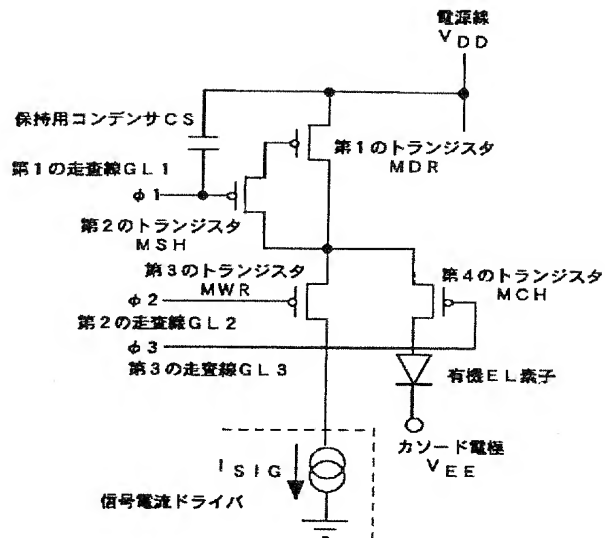 電源線
VDD
保持用コンデンサCS
第1のトランジスタ
MDR
第1の走査線GL1
φ1
第2のトランジスタ
MSH
第3のトランジスタ
MWR
第4のトランジスタ
MCH
φ2
第2の走査線GL2
φ3
第3の走査線GL3
有機EL素子
カソード電極
VEE
ISIG
信号電流ドライバ